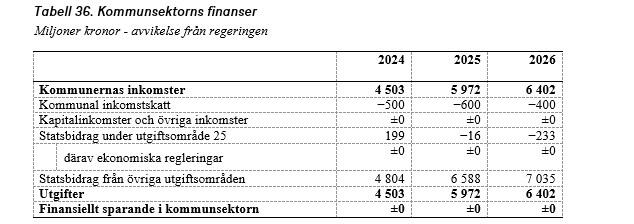 Tabell 36. Kommunsektorns finanser
Miljoner kronor - avvikelse från regeringen
2024 2025 2026
Kommunernas inkomster 4 503 5 972 6 402
Kommunal inkomstskatt −500 −600 −400
Kapitalinkomster och övriga inkomster ±0 ±0 ±0
Statsbidrag under utgiftsområde 25 199 −16 −233
därav ekonomiska regleringar ±0 ±0 ±0
Statsbidrag från övriga utgiftsområden 4 804 6 588 7 035
Utgifter 4 503 5 972 6 402
Finansiellt sparande i kommunsektorn ±0 ±0 ±0